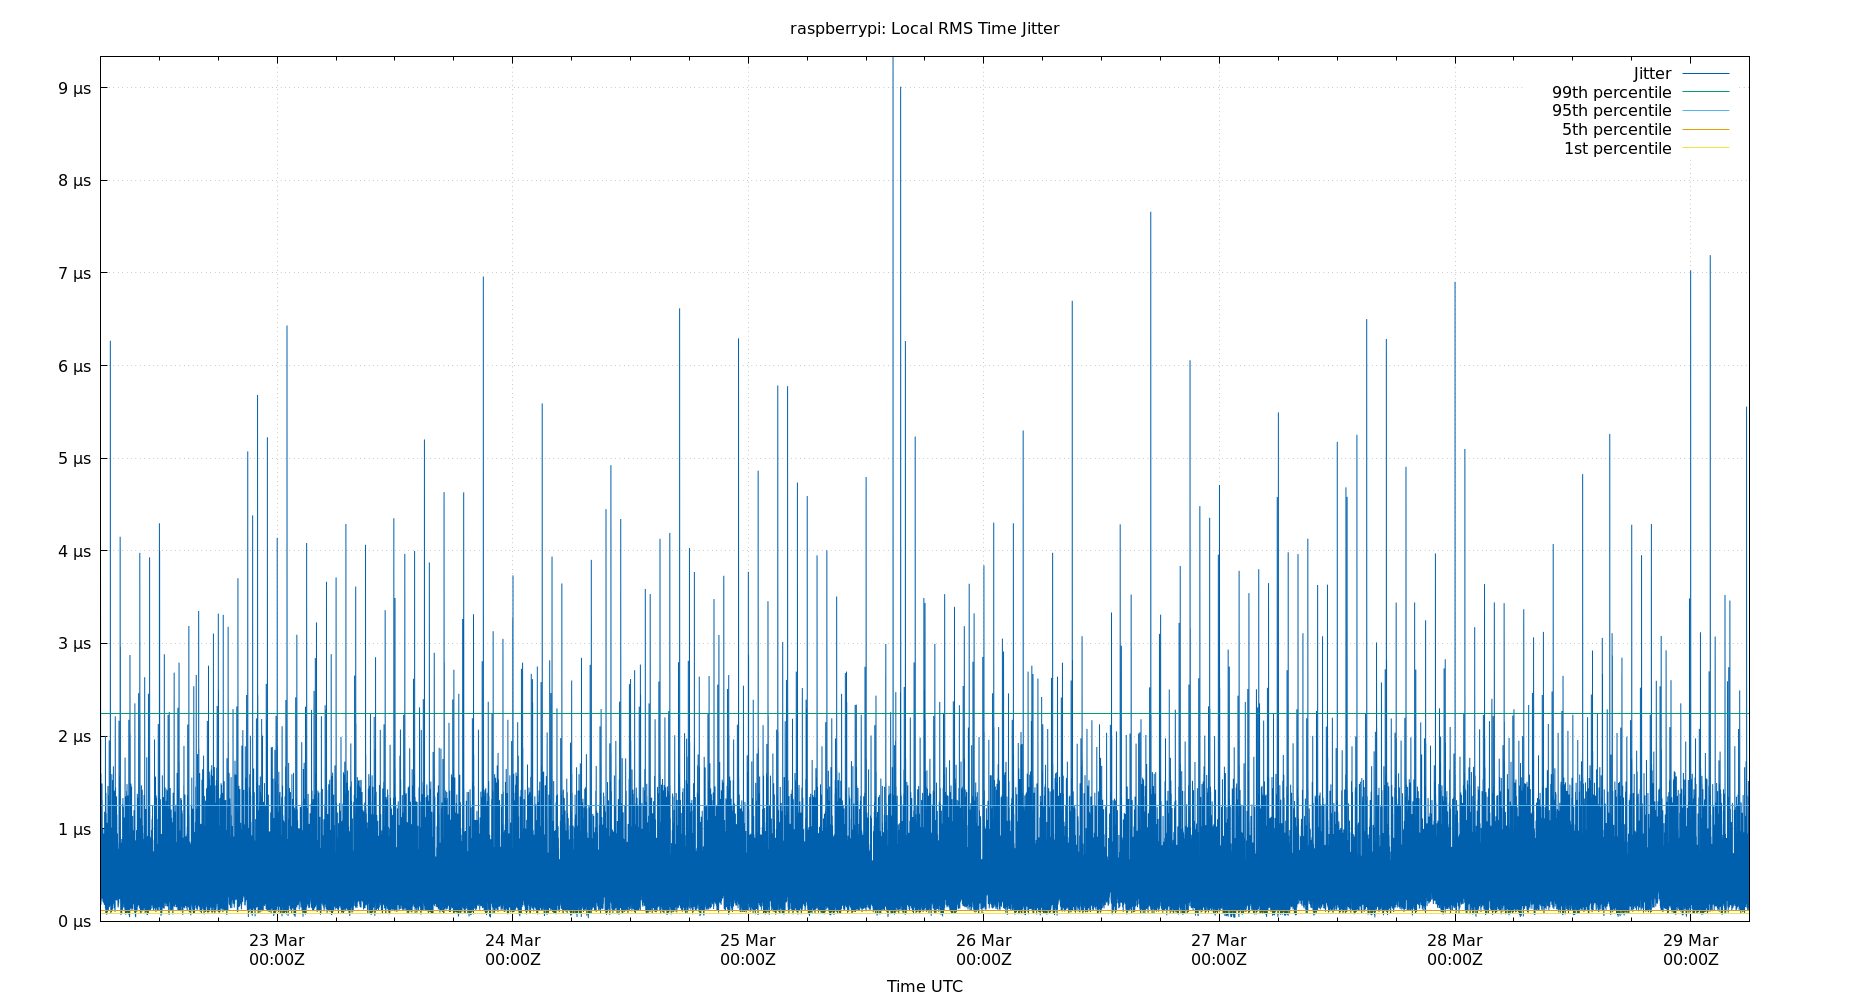 raspberrypi: Local RMS Time Jitter
Jitter
99th percentile
95th percentile
5th percentile
1st percentile
9 μs
8 μs
7 μs
6 μs
5 μs
4 μs
3 μs
2 μs
1 μs
0 μs
23 Mar 24 Mar 25 Mar 26 Mar 27 Mar 28 Mar 29 Mar
00:00Z 00:00Z 00:00Z 00:00Z 00:00Z 00:00Z 00:00Z
Time UTC